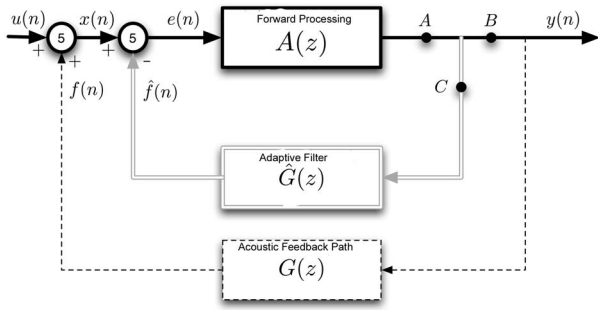 u(n) x(n) e(n) Forward Processing A B y(n)
5 5 A(z)
+ + + -
f(n) f̂(n) C
Adaptive Filter
Ĝ(z)
Acoustic Feedback Path
G(z)